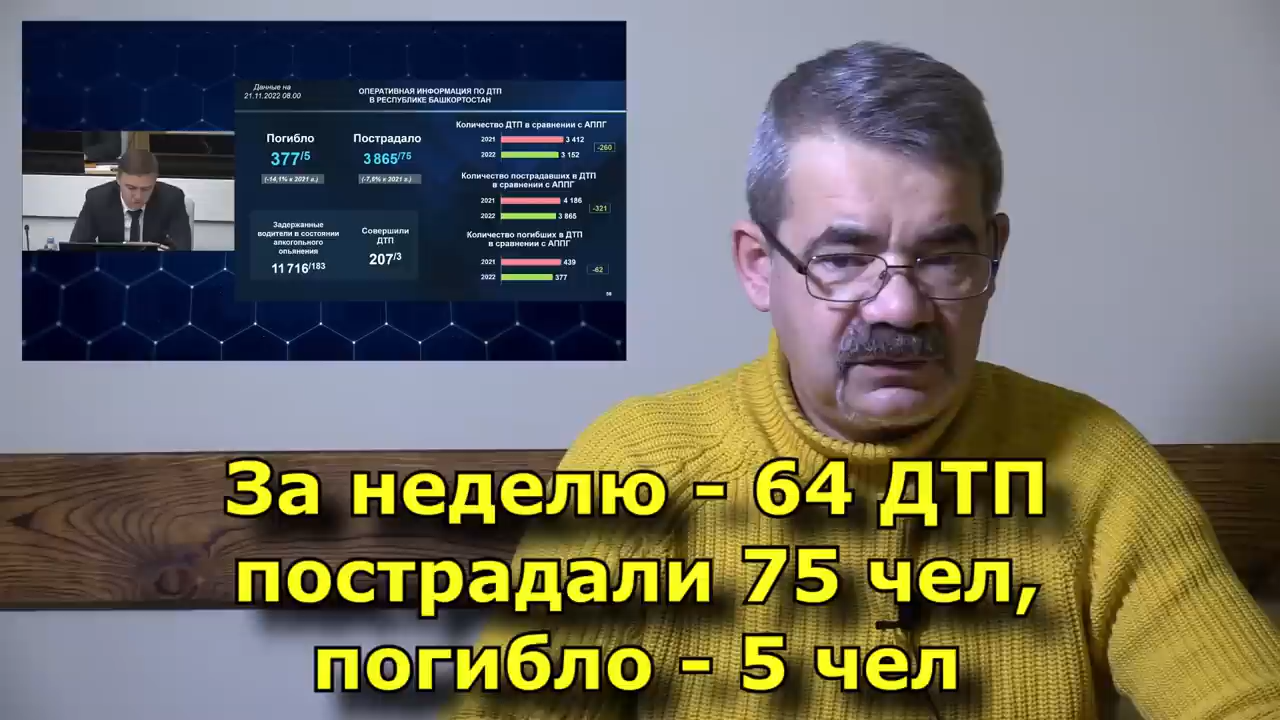 Данные на
21.11.2022 08.00
ОПЕРАТИВНАЯ ИНФОРМАЦИЯ ПО ДТП
В РЕСПУБЛИКЕ БАШКОРТОСТАН
Погибло
377/5
(-14,1% к 2021 г.)
Пострадало
3 865/75
(-7,6% к 2021 г.)
Задержанные
водители в состоянии
алкогольного
опьянения
11 716/183
Совершили
ДТП
207/3
Количество ДТП в сравнении с АППГ
2021 3 412
2022 3 152
-260
Количество пострадавших в ДТП
в сравнении с АППГ
2021 4 186
2022 3 865
-321
Количество погибших в ДТП
в сравнении с АППГ
2021 439
2022 377
-62
За неделю - 64 ДТП
пострадали 75 чел,
погибло - 5 чел